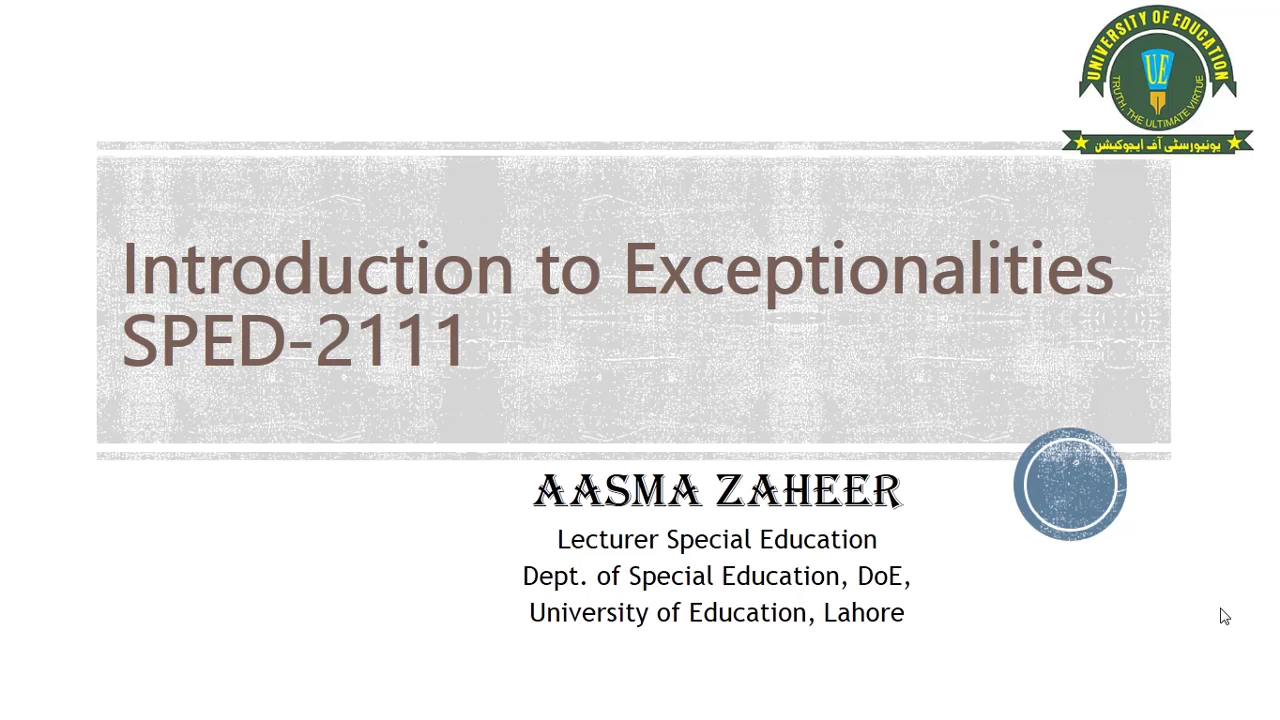 UNIVERSITY OF EDUCATION
UE
TRUTH, THE ULTIMATE VIRTUE
یونیورسٹی آف ایجوکیشن
Introduction to Exceptionalities
SPED-2111
AASMA ZAHEER
Lecturer Special Education
Dept. of Special Education, DoE,
University of Education, Lahore